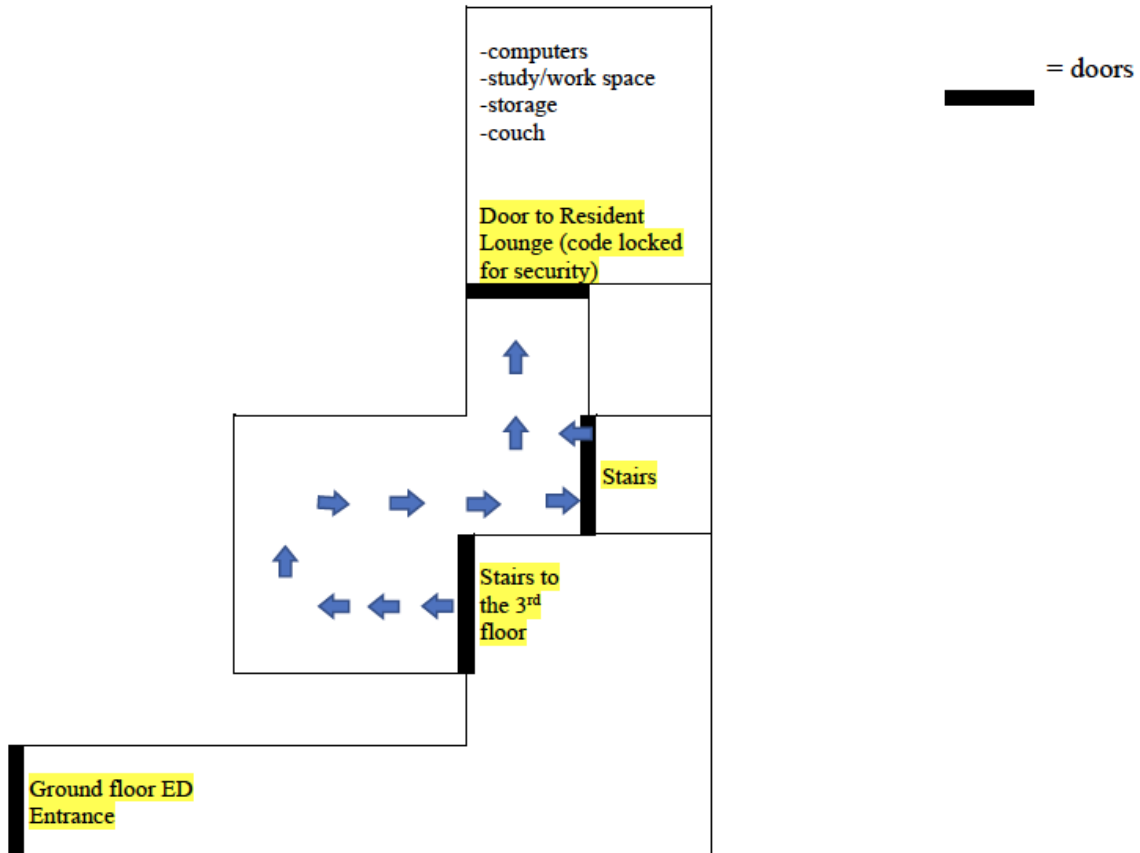 -computers
-study/work space
-storage
-couch
= doors
Door to Resident
Lounge (code locked
for security)
Stairs
Stairs to
the 3rd
floor
Ground floor ED
Entrance